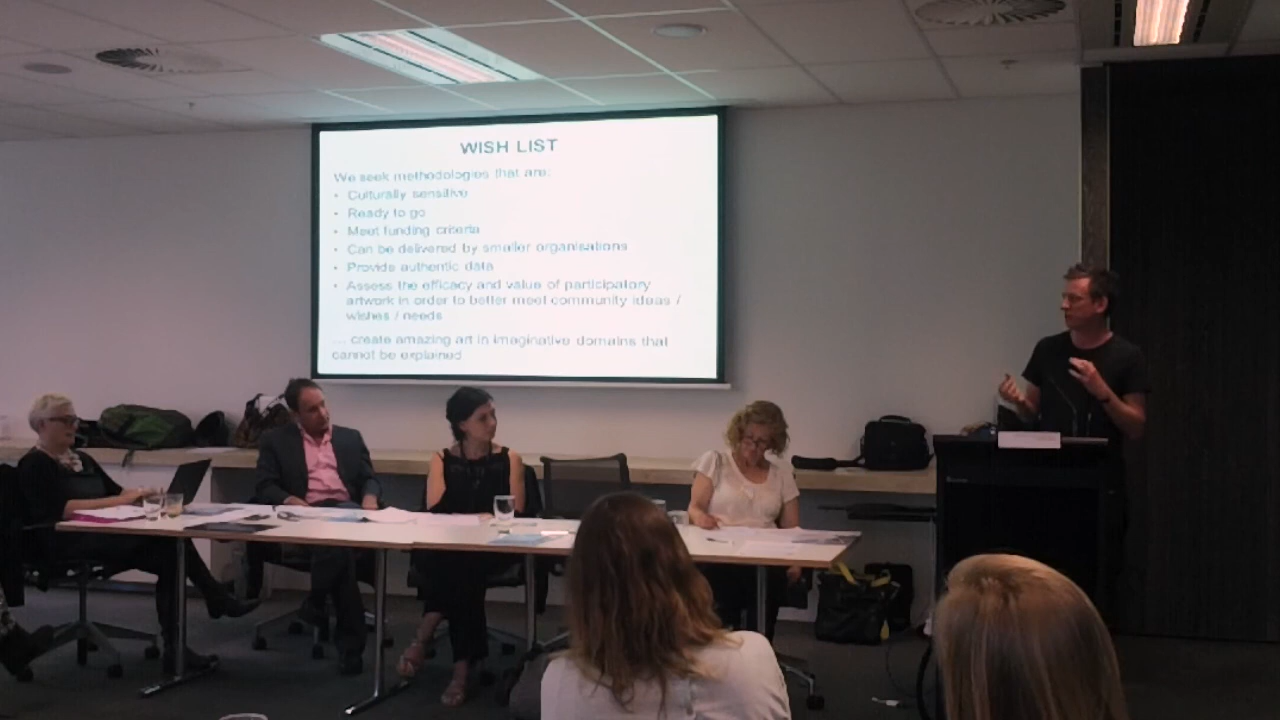 WISH LIST
We seek methodologies that are:
• Culturally sensitive
• Ready to go
• Meet funding criteria
• Can be delivered by smaller organisations
• Provide authentic data
• Assess the efficacy and value of participatory
artwork in order to better meet community ideas /
wishes / needs
... create amazing art in imaginative domains that
cannot be explained